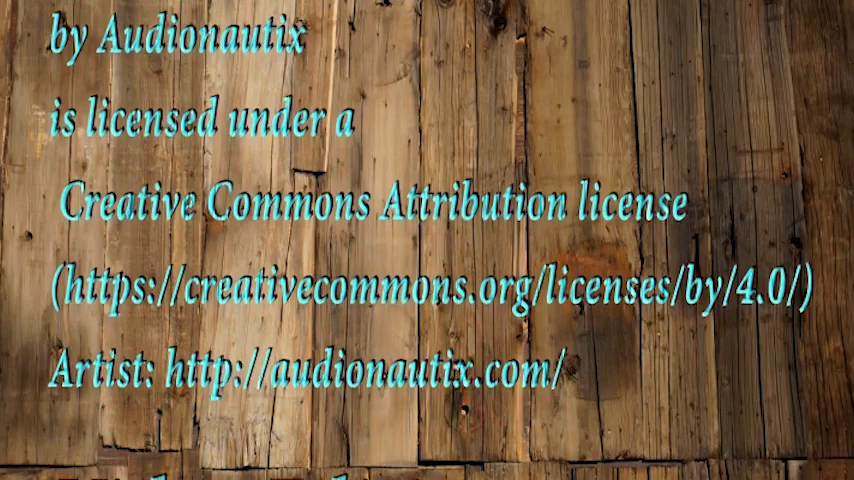 by Audionautix
is licensed under a
Creative Commons Attribution license
(https://creativecommons.org/licenses/by/4.0/)
Artist: http://audionautix.com/